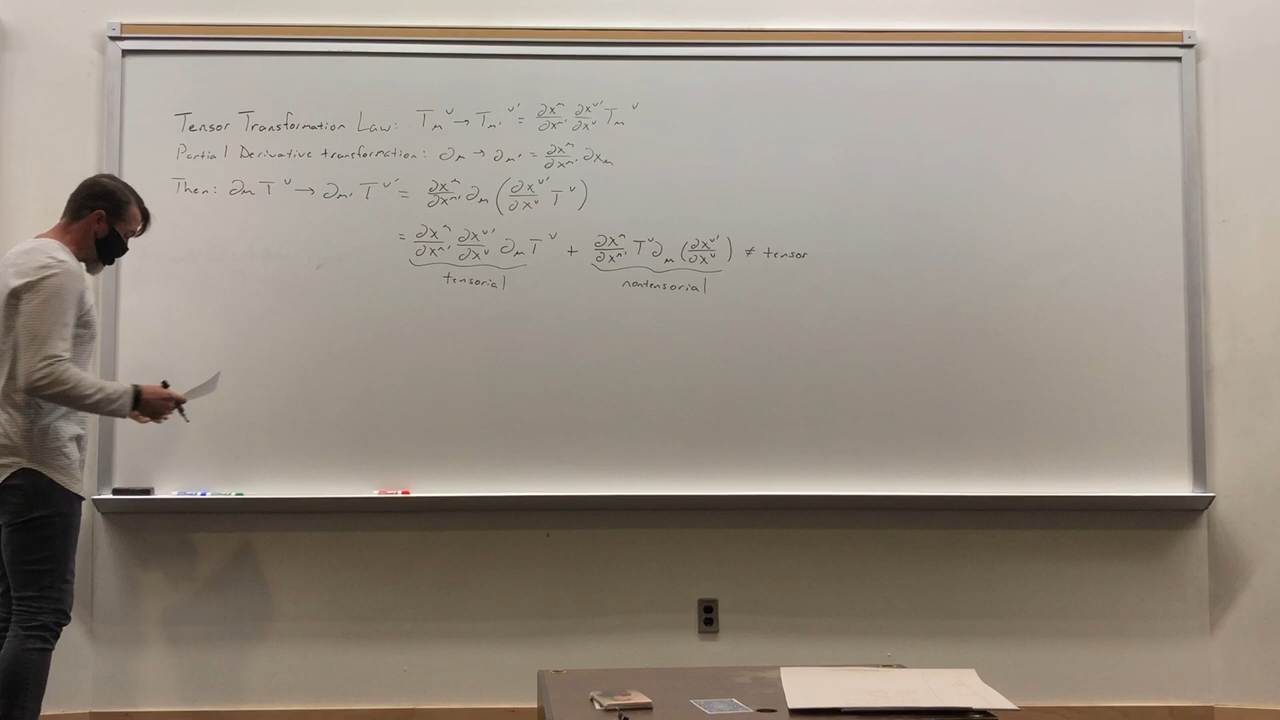 Tensor Transformation Law: T_μ^ν → T_μ'^ν' = ∂x^μ/∂x^μ' ∂x^ν'/∂x^ν T_μ^ν
Partial Derivative transformation: ∂_μ → ∂_μ' = ∂x^μ/∂x^μ' ∂x_μ
Then: ∂_μ T^ν → ∂_μ' T^ν' = ∂x^μ/∂x^μ' ∂_μ (∂x^ν'/∂x^ν T^ν)
= ∂x^μ/∂x^μ' ∂x^ν'/∂x^ν ∂_μ T^ν + ∂x^μ/∂x^μ' T^ν ∂_μ (∂x^ν'/∂x^ν) ≠ tensor
tensorial nontensorial